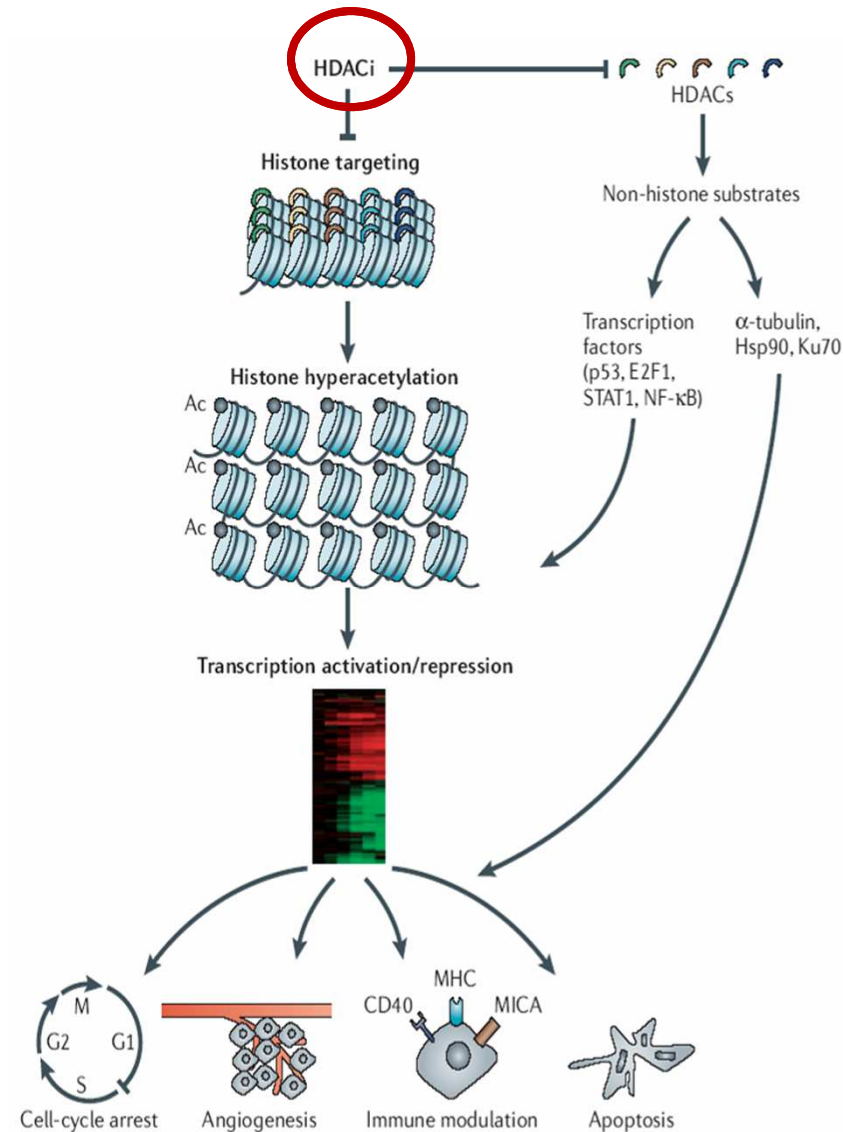 HDACi
HDACs
Histone targeting
Non-histone substrates
Transcription
factors
(p53, E2F1,
STAT1, NF-κB)
α-tubulin,
Hsp90, Ku70
Histone hyperacetylation
Ac
Ac
Ac
Transcription activation/repression
M
G2
G1
S
CD40
MHC
MICA
Cell-cycle arrest
Angiogenesis
Immune modulation
Apoptosis